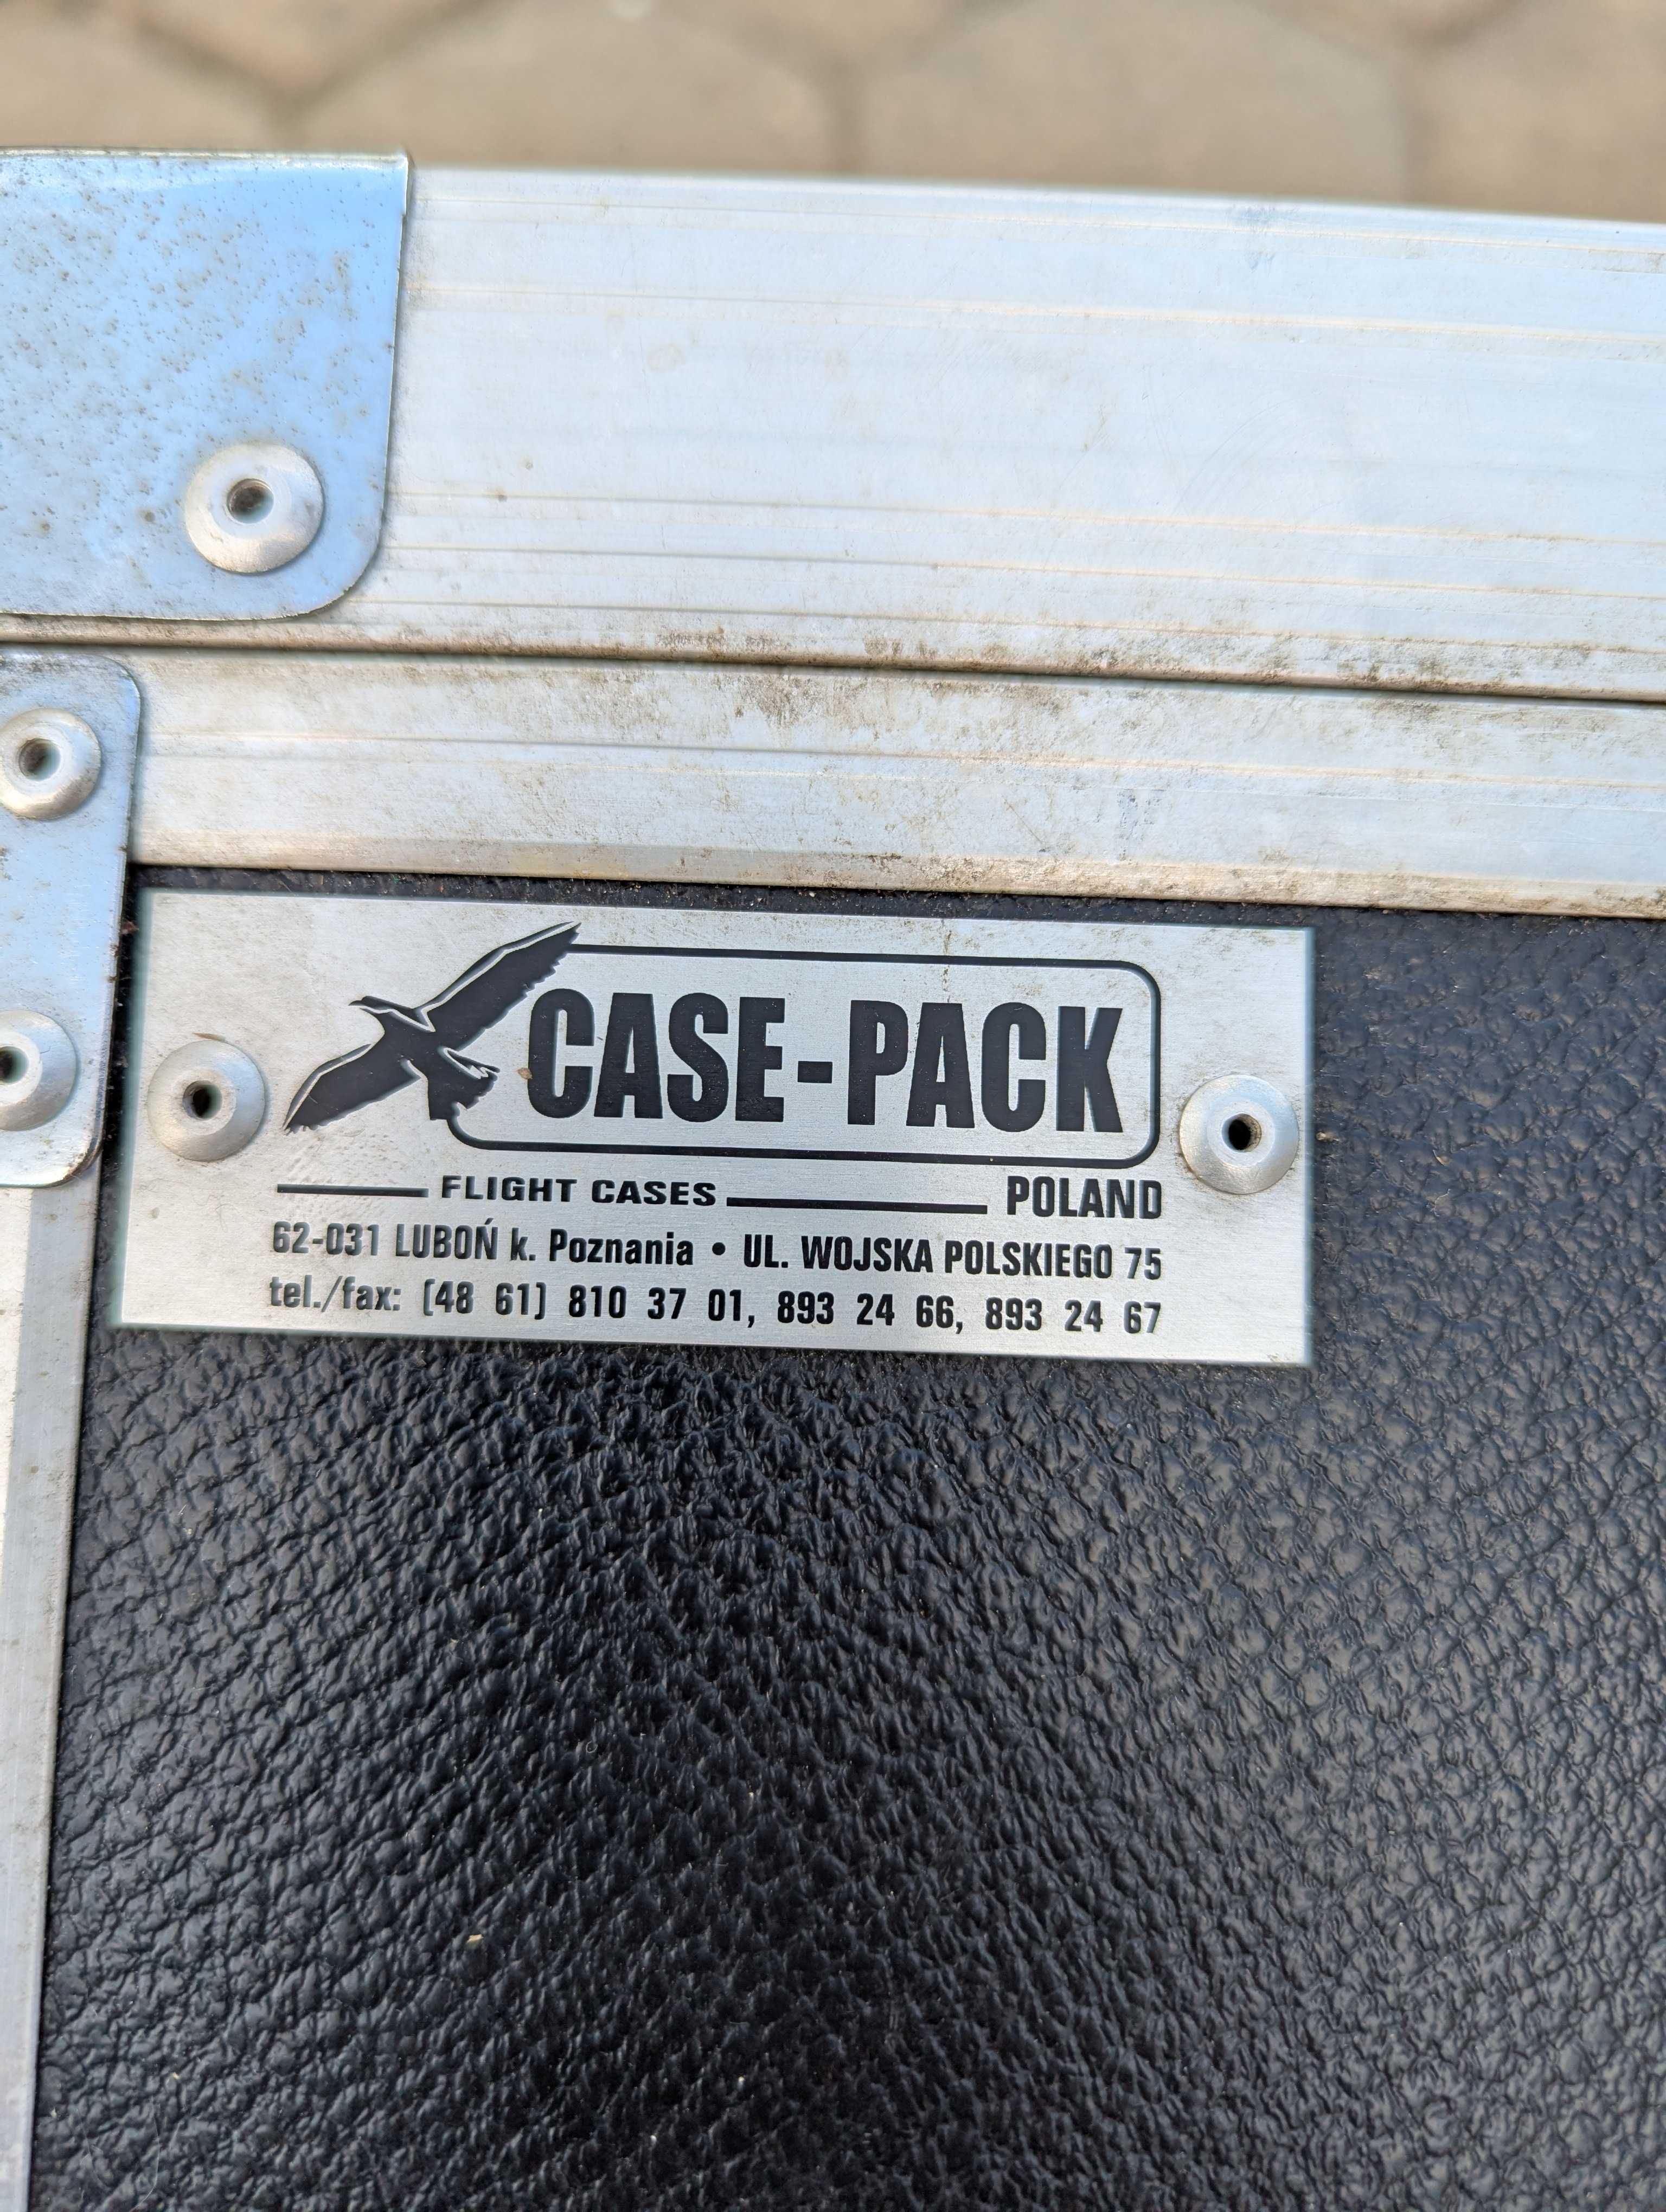 CASE-PACK
FLIGHT CASES POLAND
62-031 LUBOŃ k. Poznania • UL. WOJSKA POLSKIEGO 75
tel./fax: (48 61) 810 37 01, 893 24 66, 893 24 67